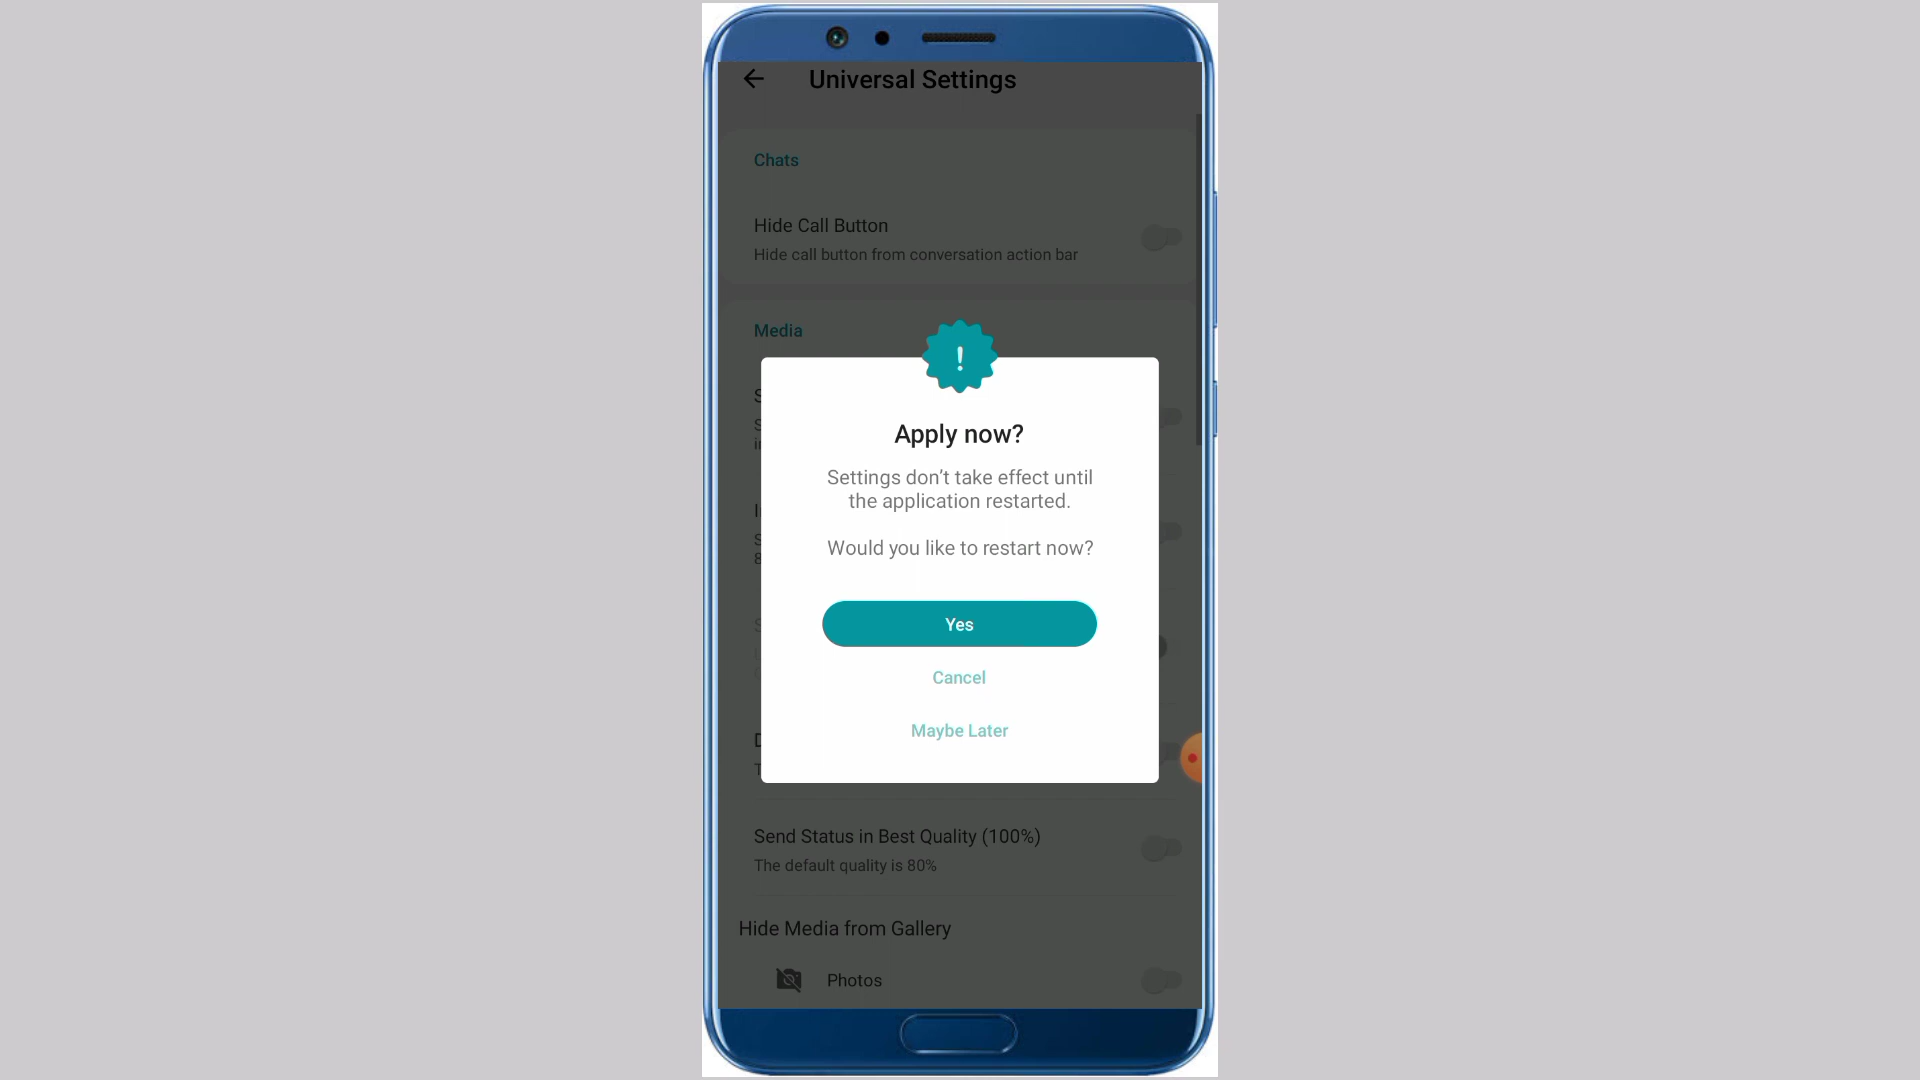 Universal Settings
Chats
Hide Call Button
Hide call button from conversation action bar
Media
!
Apply now?
Settings don’t take effect until
the application restarted.
Would you like to restart now?
Yes
Cancel
Maybe Later
Send Status in Best Quality (100%)
The default quality is 80%
Hide Media from Gallery
Photos